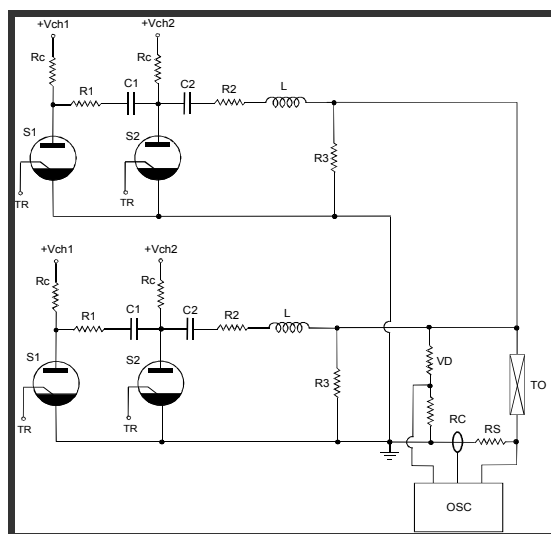 +Vch1 +Vch2
Rc Rc
R1 C1 C2 R2 L
S1 S2
R3
TR TR
+Vch1 +Vch2
Rc Rc
R1 C1 C2 R2 L
S1 S2
R3
VD
TO
TR TR
RC RS
OSC